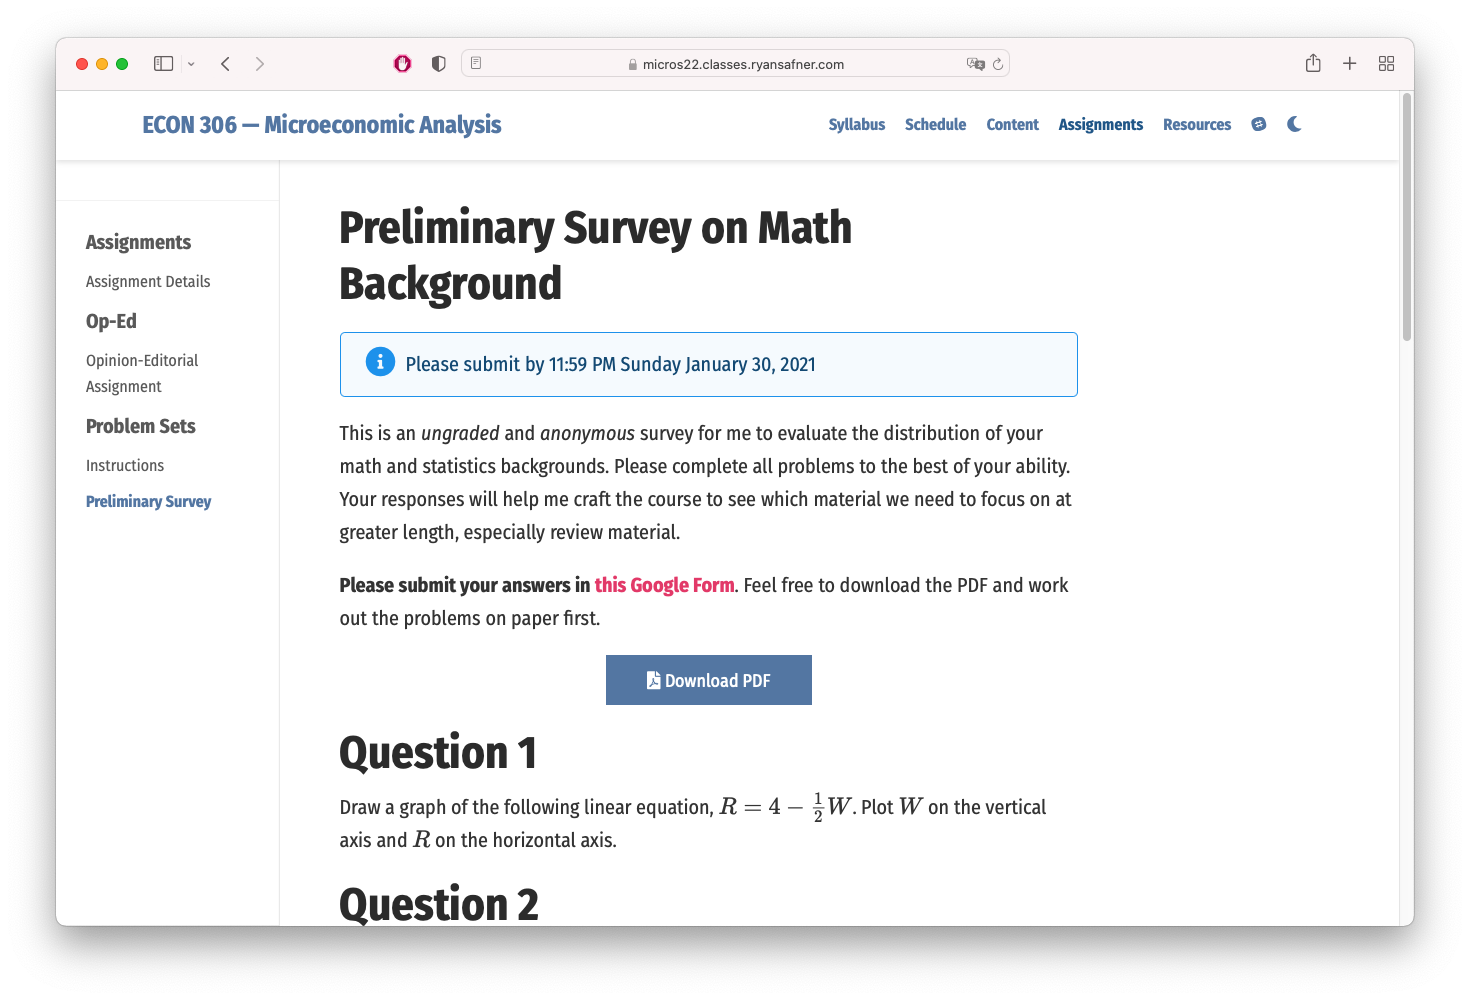 micros22.classes.ryansafner.com
ECON 306 — Microeconomic Analysis
Syllabus Schedule Content Assignments Resources
Assignments
Assignment Details
Op-Ed
Opinion-Editorial
Assignment
Problem Sets
Instructions
Preliminary Survey
Preliminary Survey on Math
Background
Please submit by 11:59 PM Sunday January 30, 2021
This is an ungraded and anonymous survey for me to evaluate the distribution of your
math and statistics backgrounds. Please complete all problems to the best of your ability.
Your responses will help me craft the course to see which material we need to focus on at
greater length, especially review material.
Please submit your answers in this Google Form. Feel free to download the PDF and work
out the problems on paper first.
Download PDF
Question 1
Draw a graph of the following linear equation, R = 4 − 1/2 W. Plot W on the vertical
axis and R on the horizontal axis.
Question 2